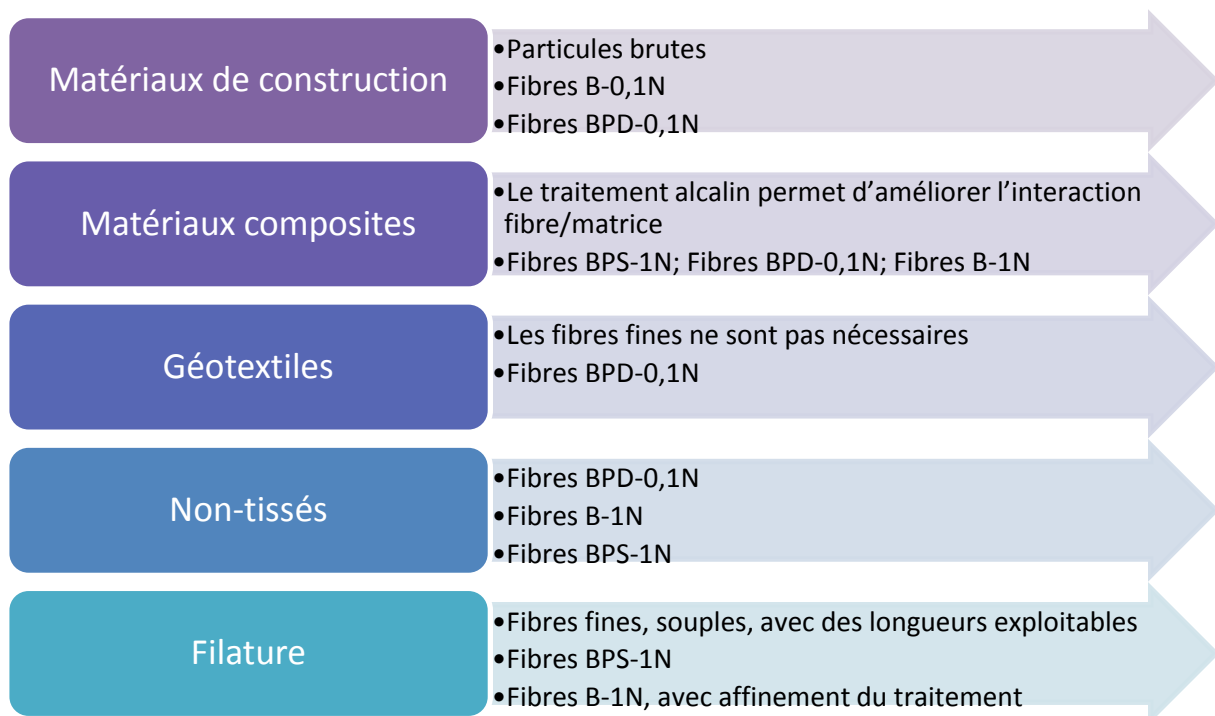 Matériaux de construction
•Particules brutes
•Fibres B-0,1N
•Fibres BPD-0,1N
Matériaux composites
•Le traitement alcalin permet d’améliorer l’interaction
fibre/matrice
•Fibres BPS-1N; Fibres BPD-0,1N; Fibres B-1N
Géotextiles
•Les fibres fines ne sont pas nécessaires
•Fibres BPD-0,1N
Non-tissés
•Fibres BPD-0,1N
•Fibres B-1N
•Fibres BPS-1N
Filature
•Fibres fines, souples, avec des longueurs exploitables
•Fibres BPS-1N
•Fibres B-1N, avec affinement du traitement